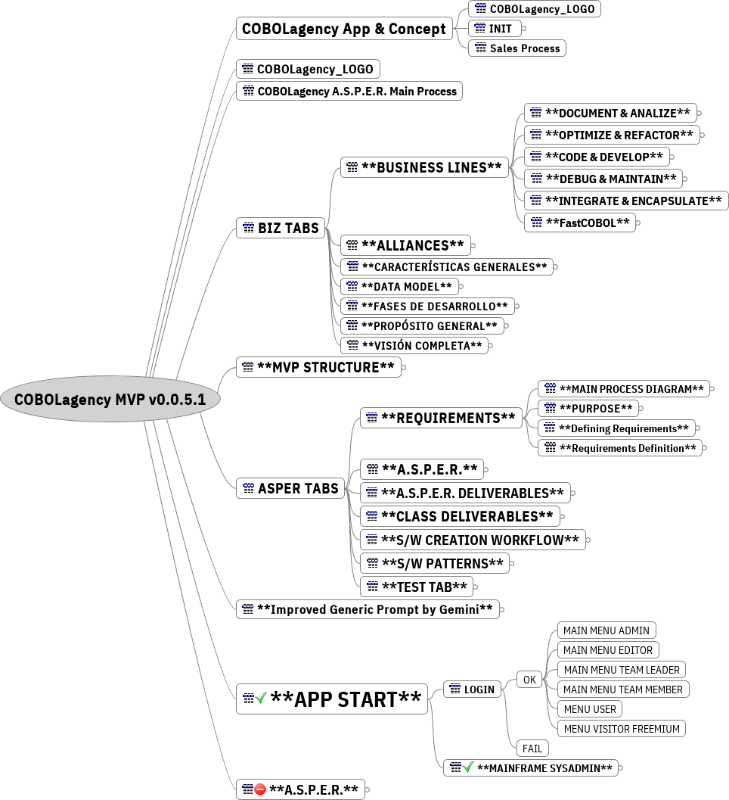 COBOLagency MVP v0.0.5.1
COBOLagency App & Concept
COBOLagency_LOGO
INIT
Sales Process
COBOLagency_LOGO
COBOLagency A.S.P.E.R. Main Process
BIZ TABS
**BUSINESS LINES**
**DOCUMENT & ANALIZE**
**OPTIMIZE & REFACTOR**
**CODE & DEVELOP**
**DEBUG & MAINTAIN**
**INTEGRATE & ENCAPSULATE**
**FastCOBOL**
**ALLIANCES**
**CARACTERÍSTICAS GENERALES**
**DATA MODEL**
**FASES DE DESARROLLO**
**PROPÓSITO GENERAL**
**VISIÓN COMPLETA**
**MVP STRUCTURE**
ASPER TABS
**REQUIREMENTS**
**MAIN PROCESS DIAGRAM**
**PURPOSE**
**Defining Requirements**
**Requirements Definition**
**A.S.P.E.R.**
**A.S.P.E.R. DELIVERABLES**
**CLASS DELIVERABLES**
**S/W CREATION WORKFLOW**
**S/W PATTERNS**
**TEST TAB**
**Improved Generic Prompt by Gemini**
**APP START**
LOGIN
OK
MAIN MENU ADMIN
MAIN MENU EDITOR
MAIN MENU TEAM LEADER
MAIN MENU TEAM MEMBER
MENU USER
MENU VISITOR FREEMIUM
FAIL
**MAINFRAME SYSADMIN**
**A.S.P.E.R.**